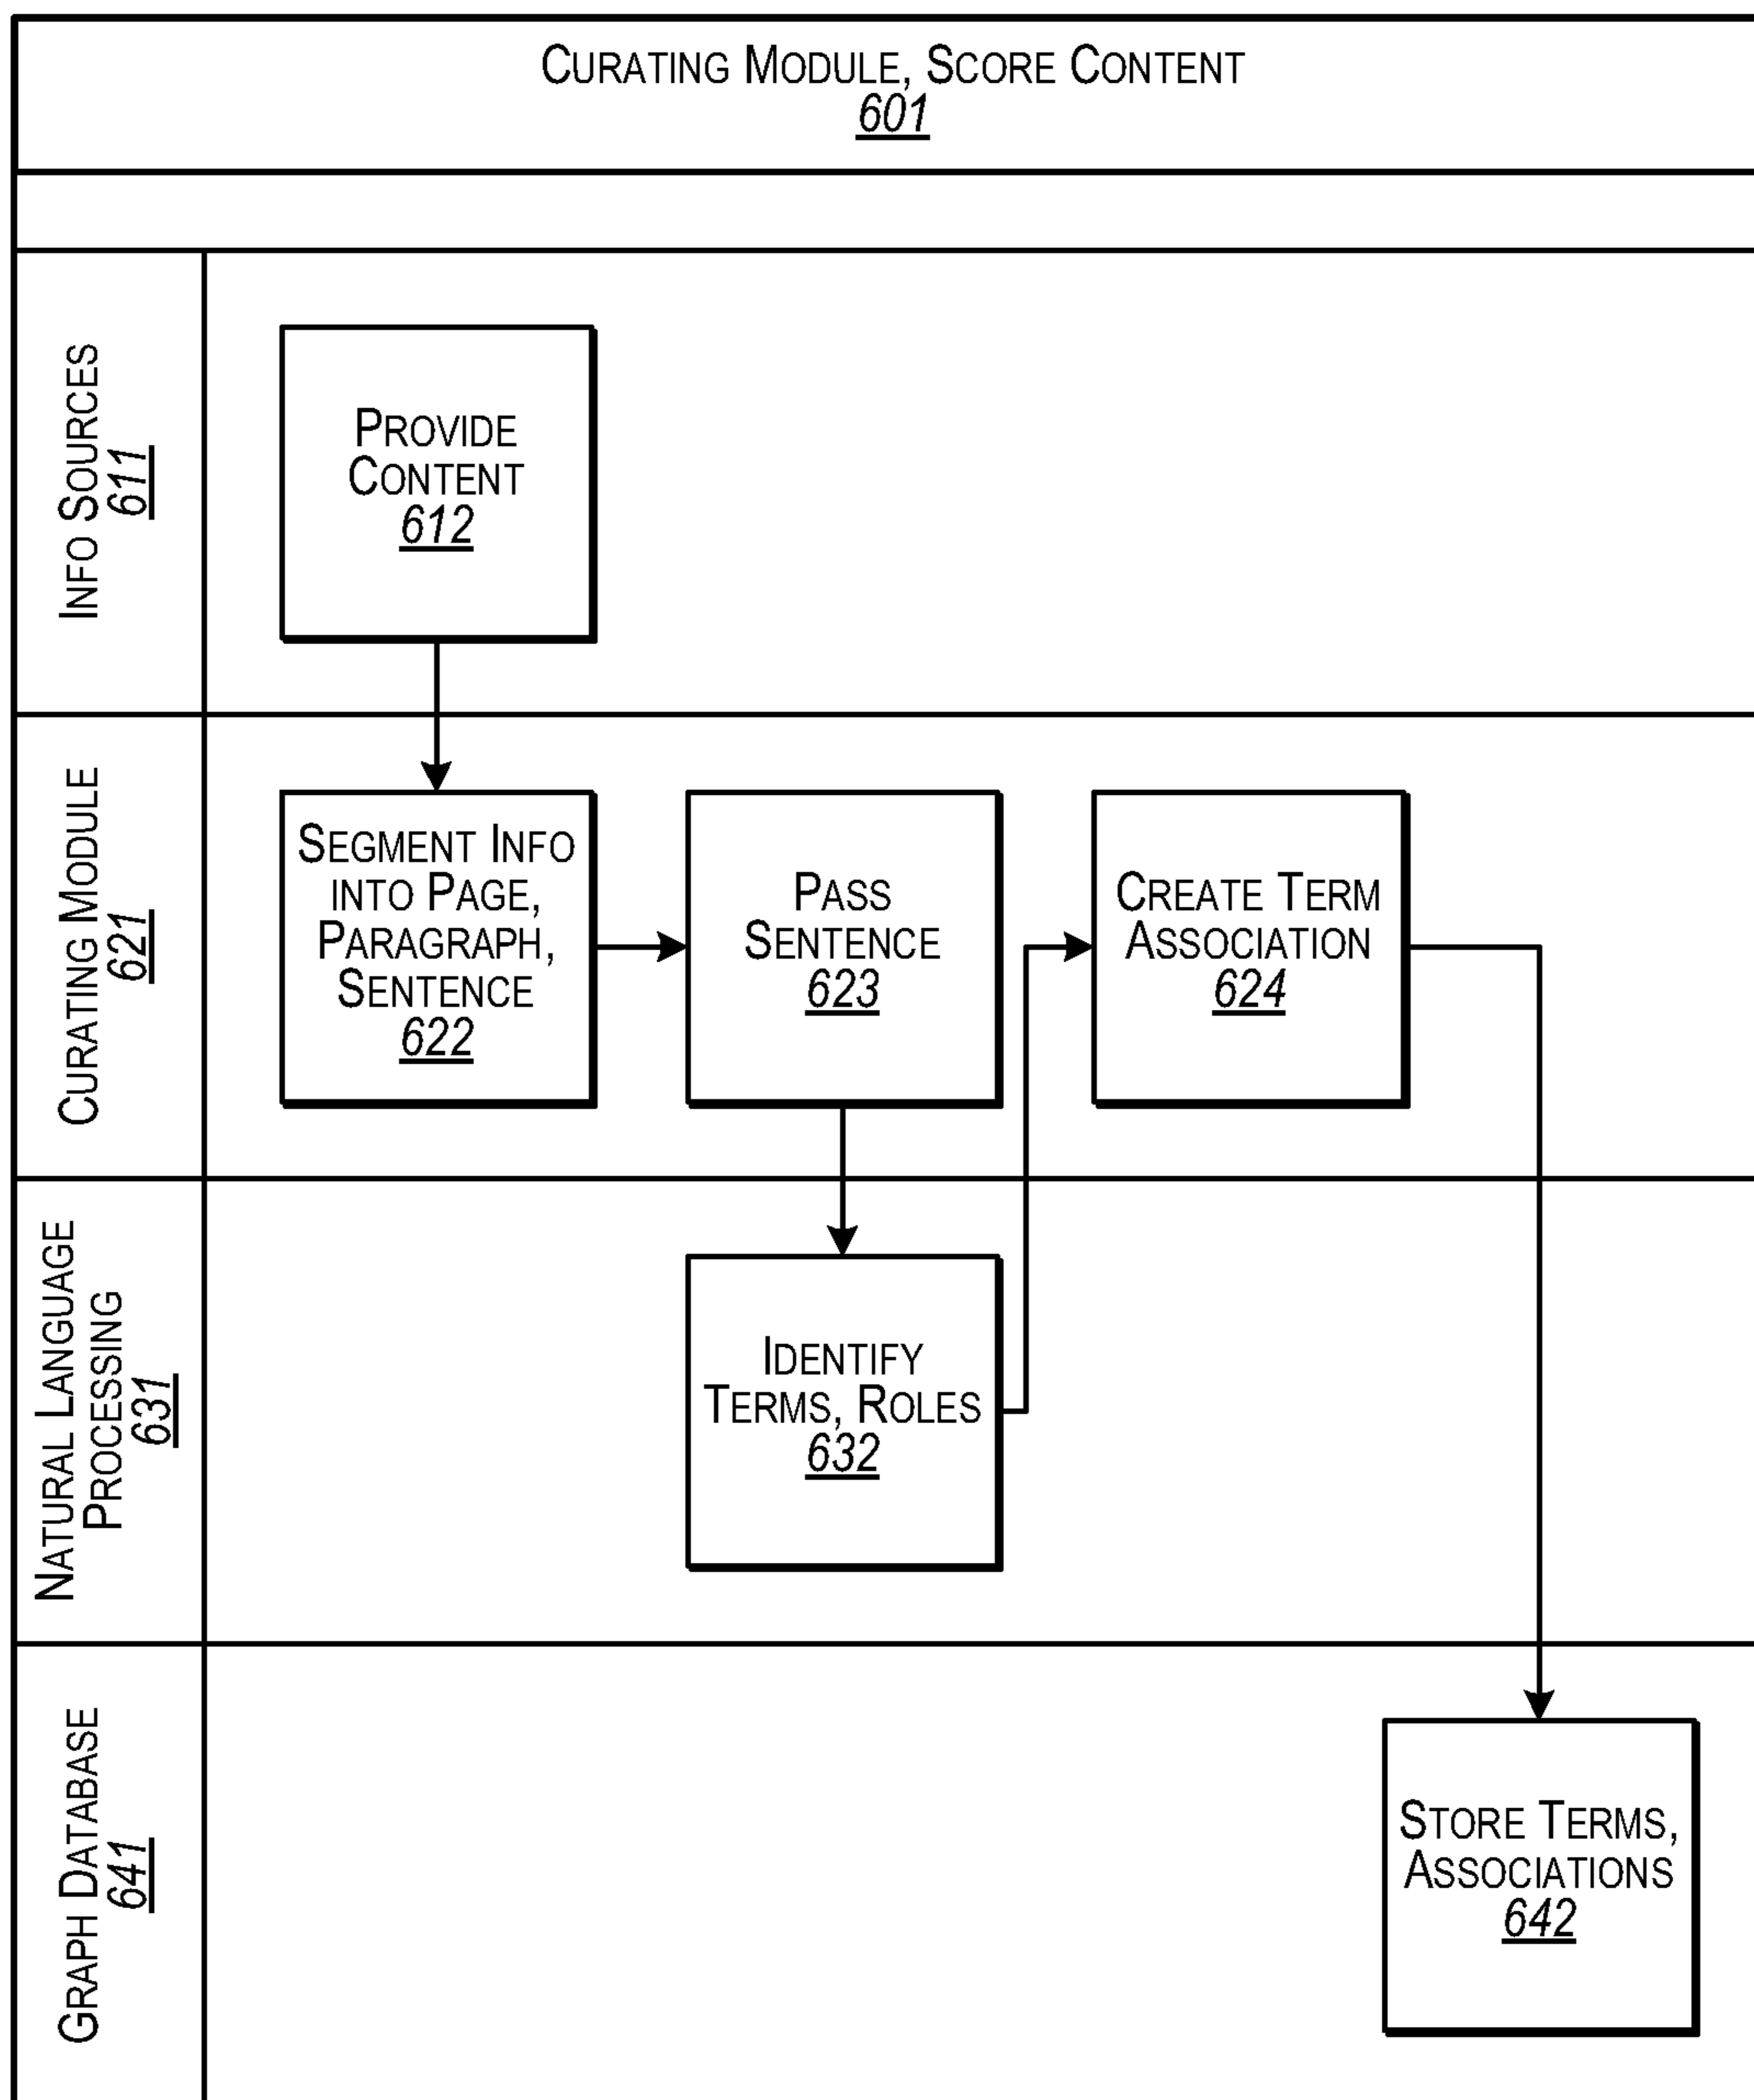 CURATING MODULE, SCORE CONTENT
601
INFO SOURCES
611
PROVIDE
CONTENT
612
CURATING MODULE
621
SEGMENT INFO
INTO PAGE,
PARAGRAPH,
SENTENCE
622
PASS
SENTENCE
623
CREATE TERM
ASSOCIATION
624
NATURAL LANGUAGE
PROCESSING
631
IDENTIFY
TERMS, ROLES
632
GRAPH DATABASE
641
STORE TERMS,
ASSOCIATIONS
642